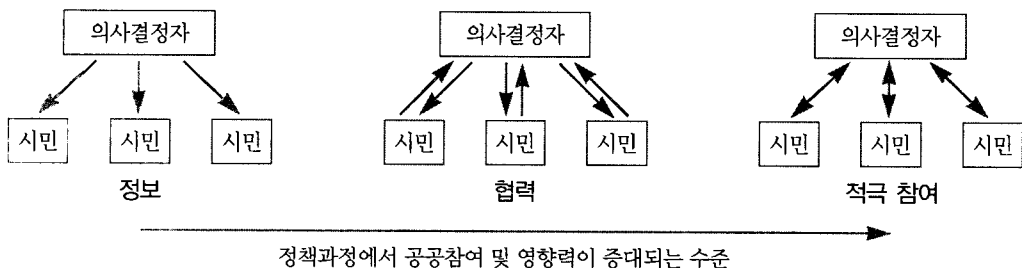 의사결정자 의사결정자 의사결정자
시민 시민 시민 시민 시민 시민 시민 시민 시민
정보 협력 적극 참여
정책과정에서 공공참여 및 영향력이 증대되는 수준